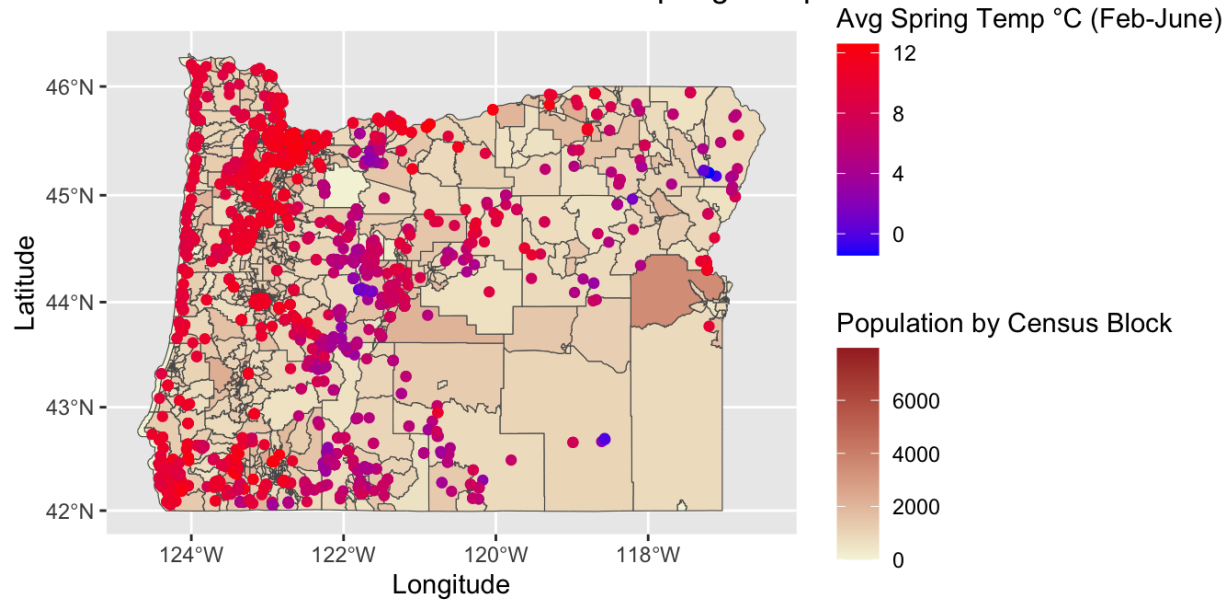 Avg Spring Temp °C (Feb-June)
12
8
4
0
Population by Census Block
6000
4000
2000
0
46°N
45°N
44°N
43°N
42°N
Latitude
124°W 122°W 120°W 118°W
Longitude